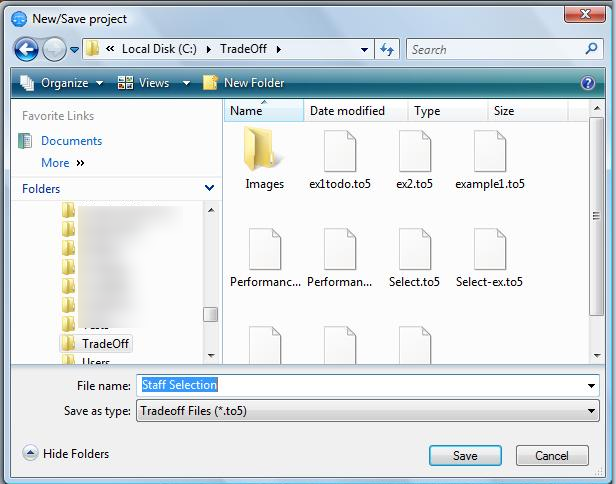 New/Save project
« Local Disk (C:) TradeOff
Search
Organize Views New Folder
Favorite Links
Documents
More »
Folders
TradeOff
Users
Name Date modified Type Size
Images ex1todo.to5 ex2.to5 example1.to5
Performanc... Performan... Select.to5 Select-ex.to5
File name: Staff Selection
Save as type: Tradeoff Files (*.to5)
Hide Folders Save Cancel